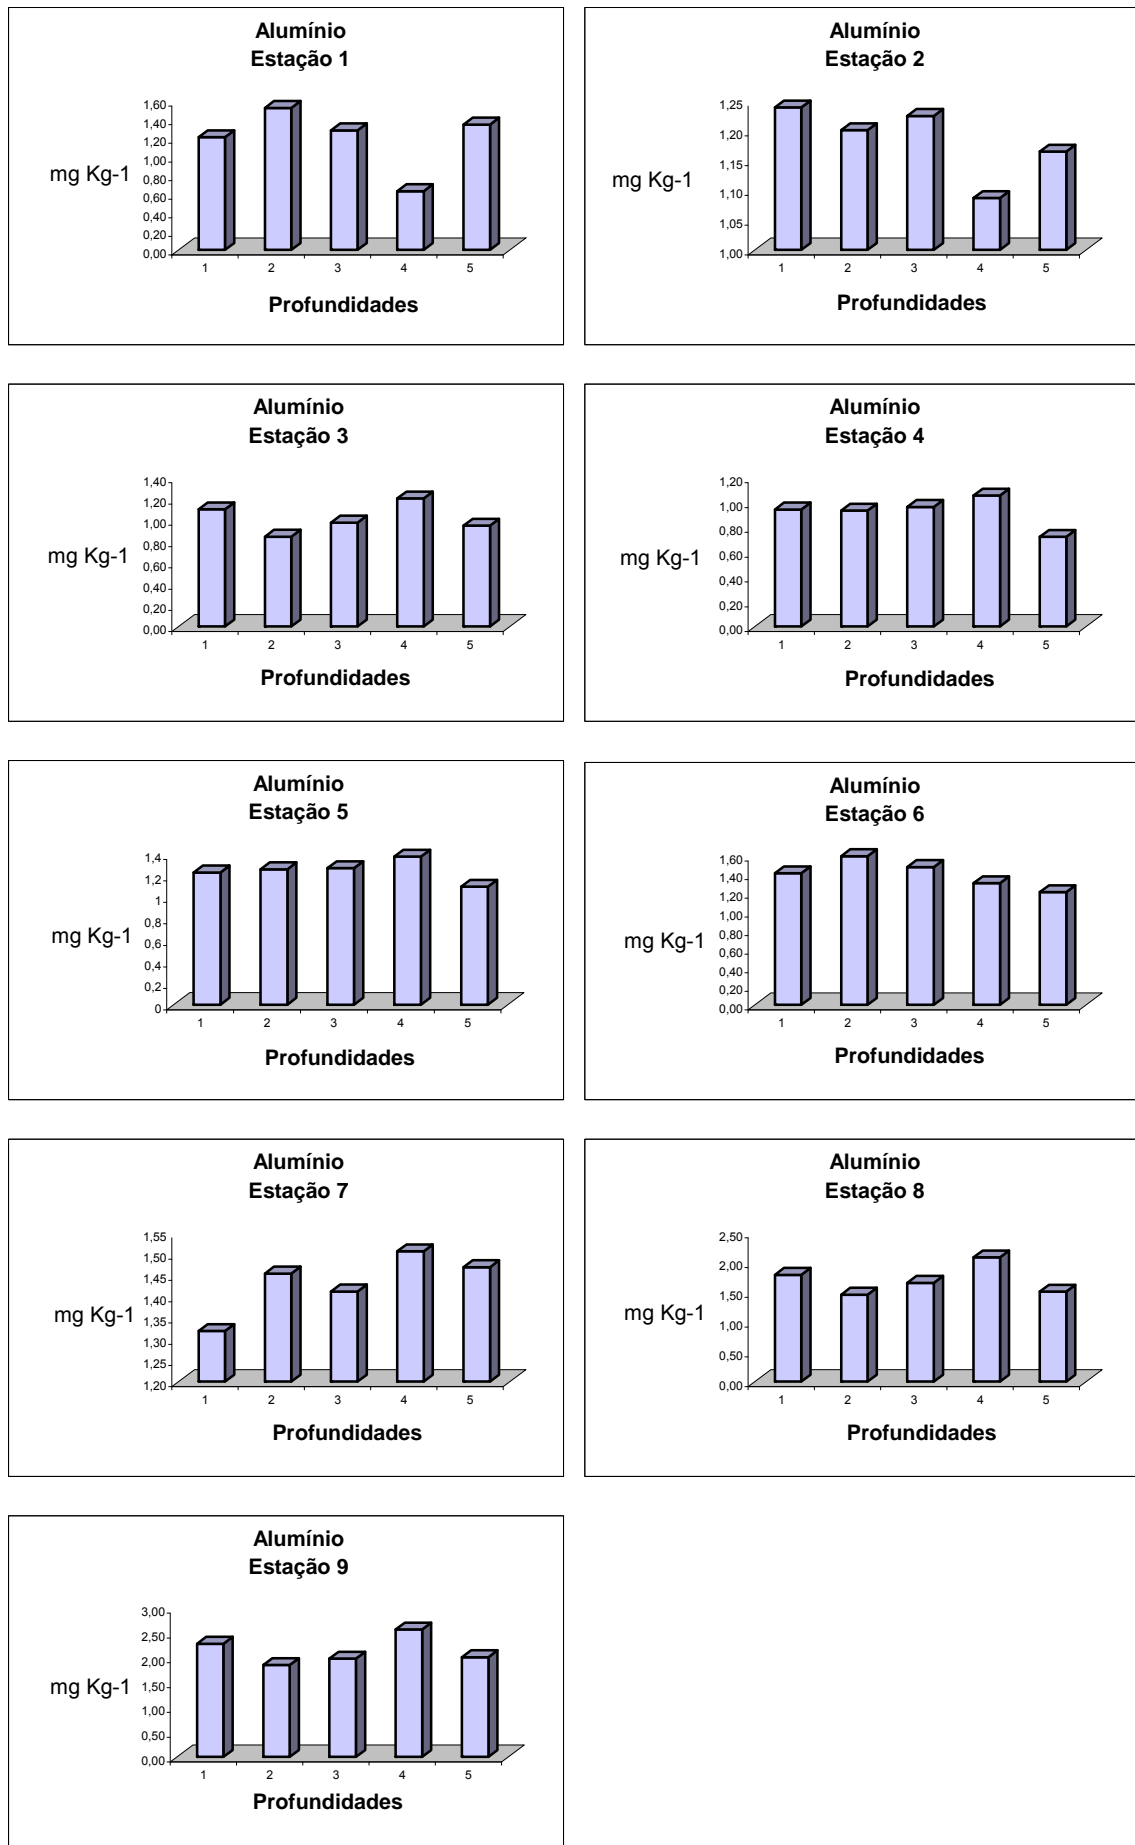 Alumínio
Estação 1
1,60
1,40
1,20
1,00
0,80
0,60
0,40
0,20
0,00
mg Kg-1
1 2 3 4 5
Profundidades
Alumínio
Estação 2
1,25
1,20
1,15
1,10
1,05
1,00
mg Kg-1
1 2 3 4 5
Profundidades
Alumínio
Estação 3
1,40
1,20
1,00
0,80
0,60
0,40
0,20
0,00
mg Kg-1
1 2 3 4 5
Profundidades
Alumínio
Estação 4
1,20
1,00
0,80
0,60
0,40
0,20
0,00
mg Kg-1
1 2 3 4 5
Profundidades
Alumínio
Estação 5
1,4
1,2
1
0,8
0,6
0,4
0,2
0
mg Kg-1
1 2 3 4 5
Profundidades
Alumínio
Estação 6
1,60
1,40
1,20
1,00
0,80
0,60
0,40
0,20
0,00
mg Kg-1
1 2 3 4 5
Profundidades
Alumínio
Estação 7
1,55
1,50
1,45
1,40
1,35
1,30
1,25
1,20
mg Kg-1
1 2 3 4 5
Profundidades
Alumínio
Estação 8
2,50
2,00
1,50
1,00
0,50
0,00
mg Kg-1
1 2 3 4 5
Profundidades
Alumínio
Estação 9
3,00
2,50
2,00
1,50
1,00
0,50
0,00
mg Kg-1
1 2 3 4 5
Profundidades